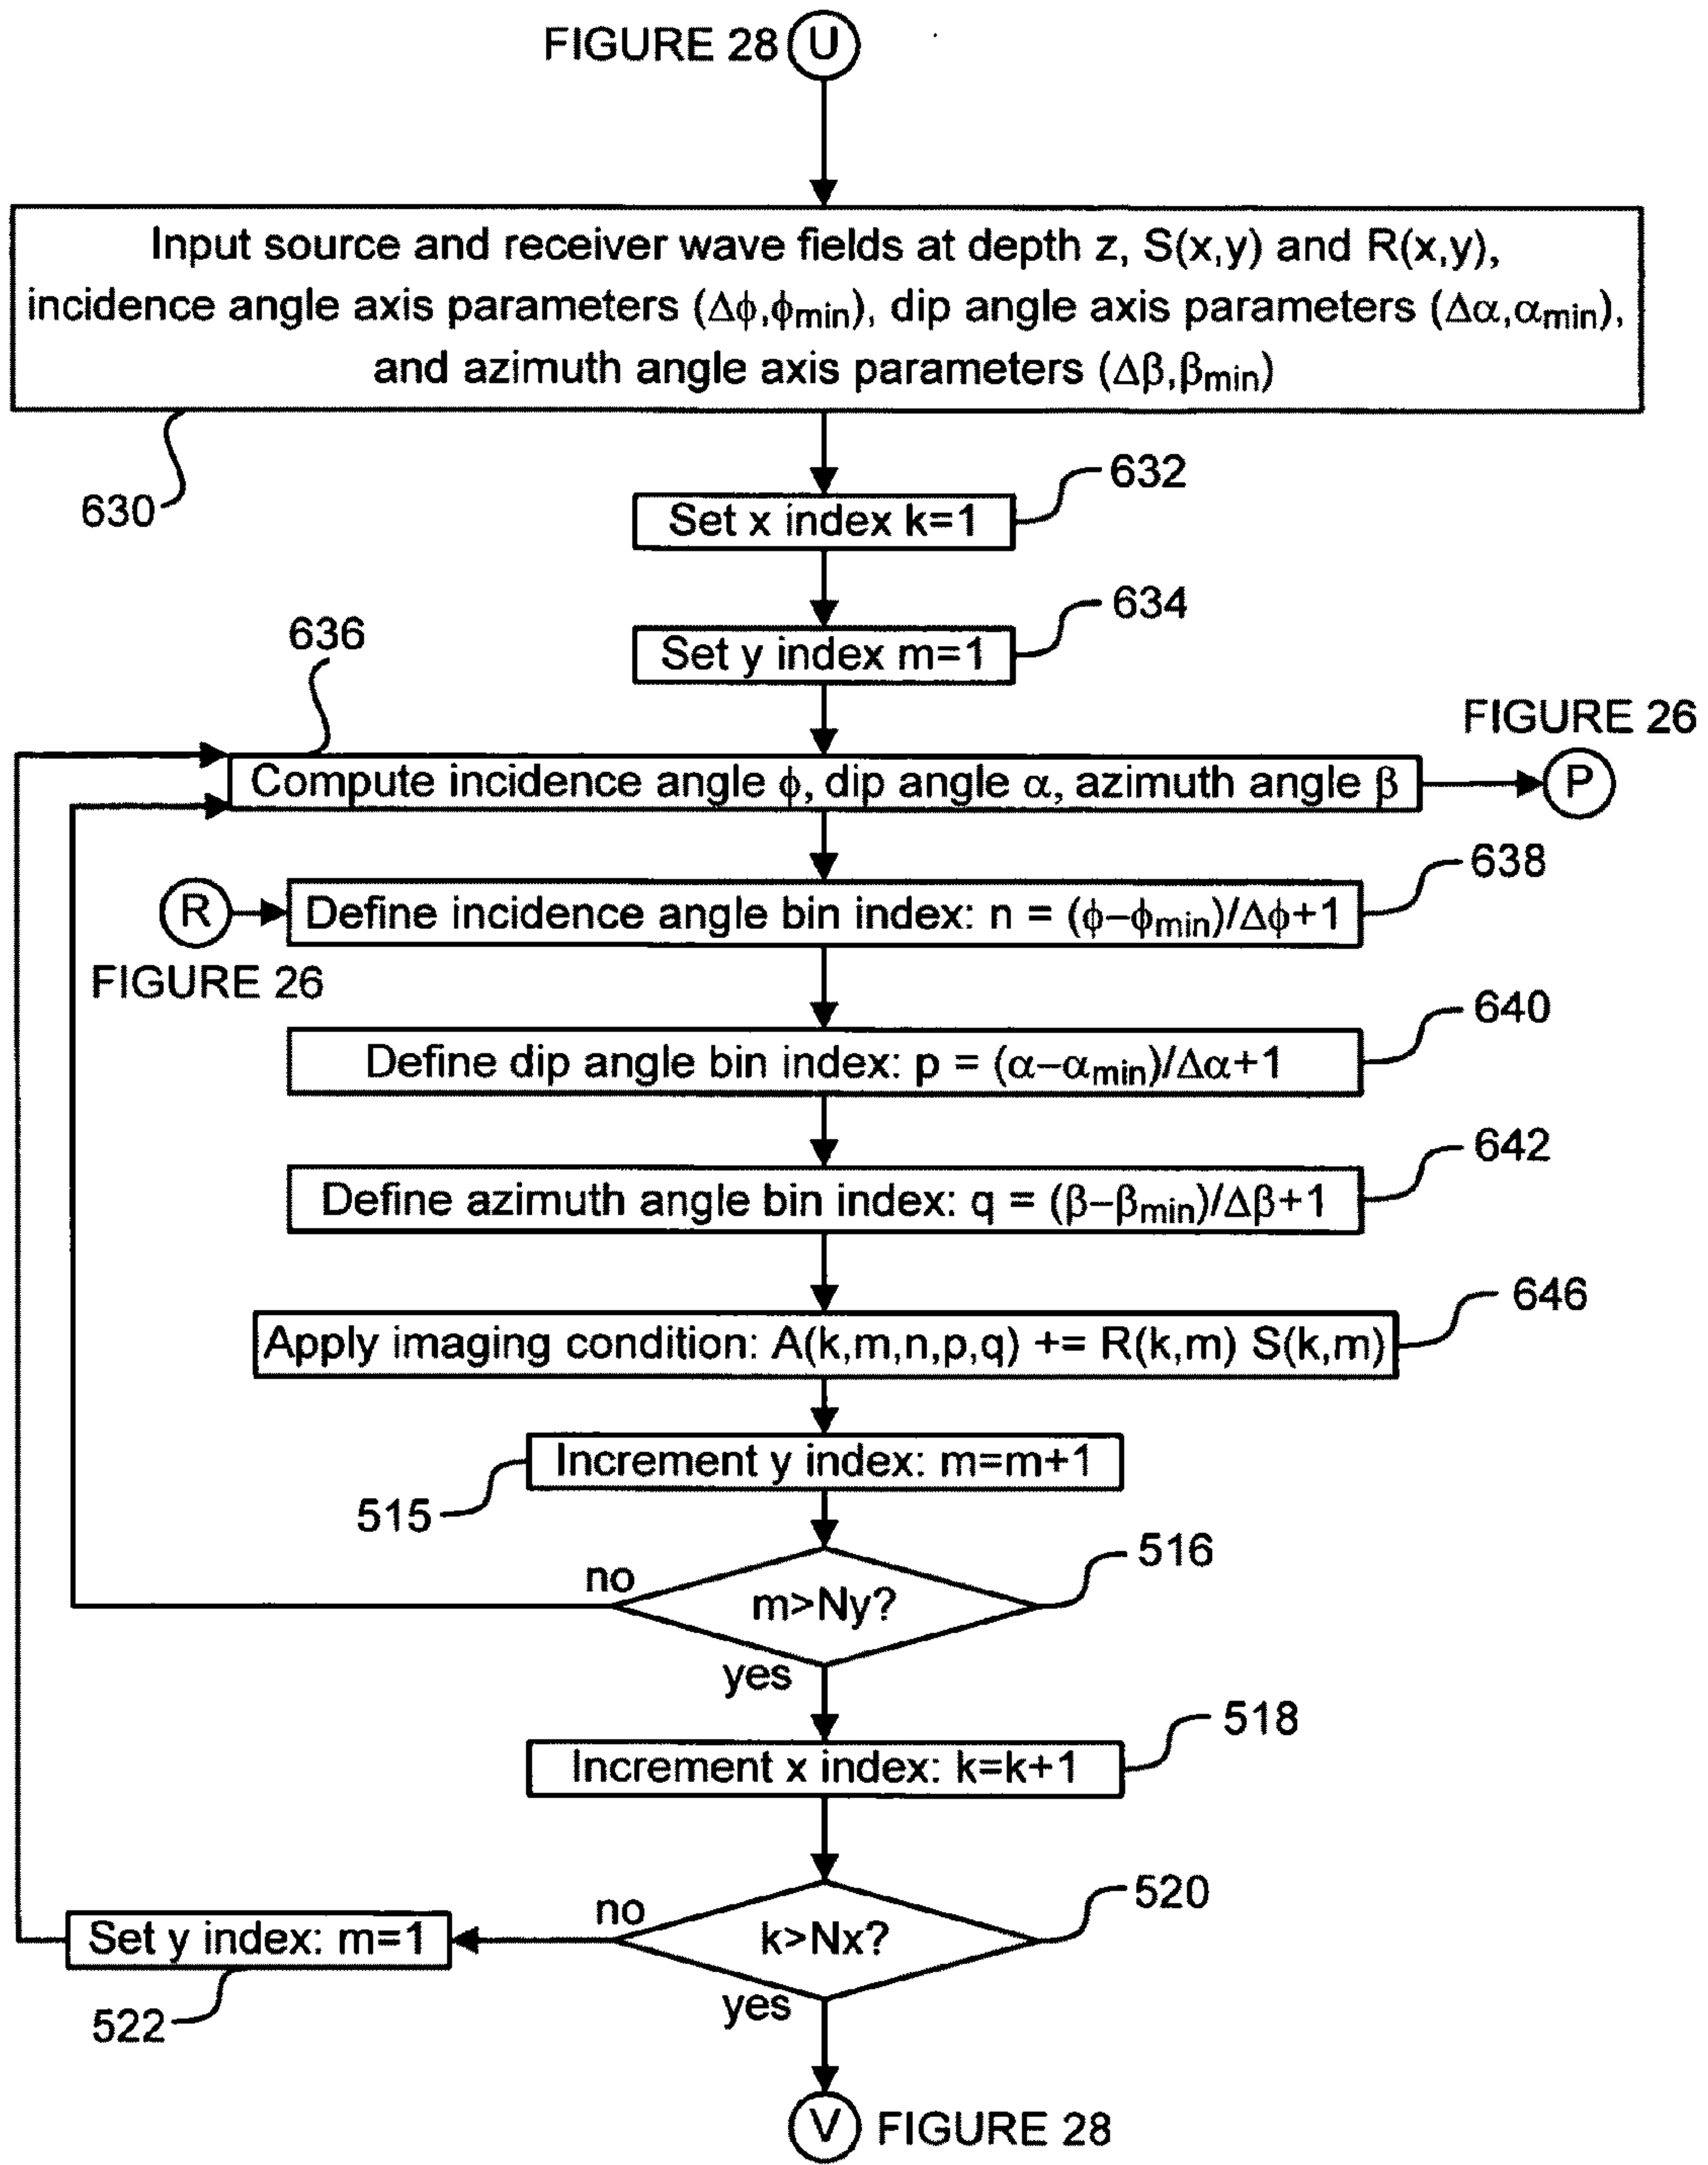 FIGURE 28 U
Input source and receiver wave fields at depth z, S(x,y) and R(x,y),
incidence angle axis parameters (Δϕ,ϕmin), dip angle axis parameters (Δα,αmin),
and azimuth angle axis parameters (Δβ,βmin)
630
632
Set x index k=1
634
Set y index m=1
636
FIGURE 26
Compute incidence angle ϕ, dip angle α, azimuth angle β
P
638
R
Define incidence angle bin index: n = (ϕ−ϕmin)/Δϕ+1
FIGURE 26
640
Define dip angle bin index: p = (α−αmin)/Δα+1
642
Define azimuth angle bin index: q = (β−βmin)/Δβ+1
646
Apply imaging condition: A(k,m,n,p,q) += R(k,m) S(k,m)
Increment y index: m=m+1
515
516
no
m>Ny?
yes
518
Increment x index: k=k+1
520
no
k>Nx?
Set y index: m=1
yes
522
V FIGURE 28